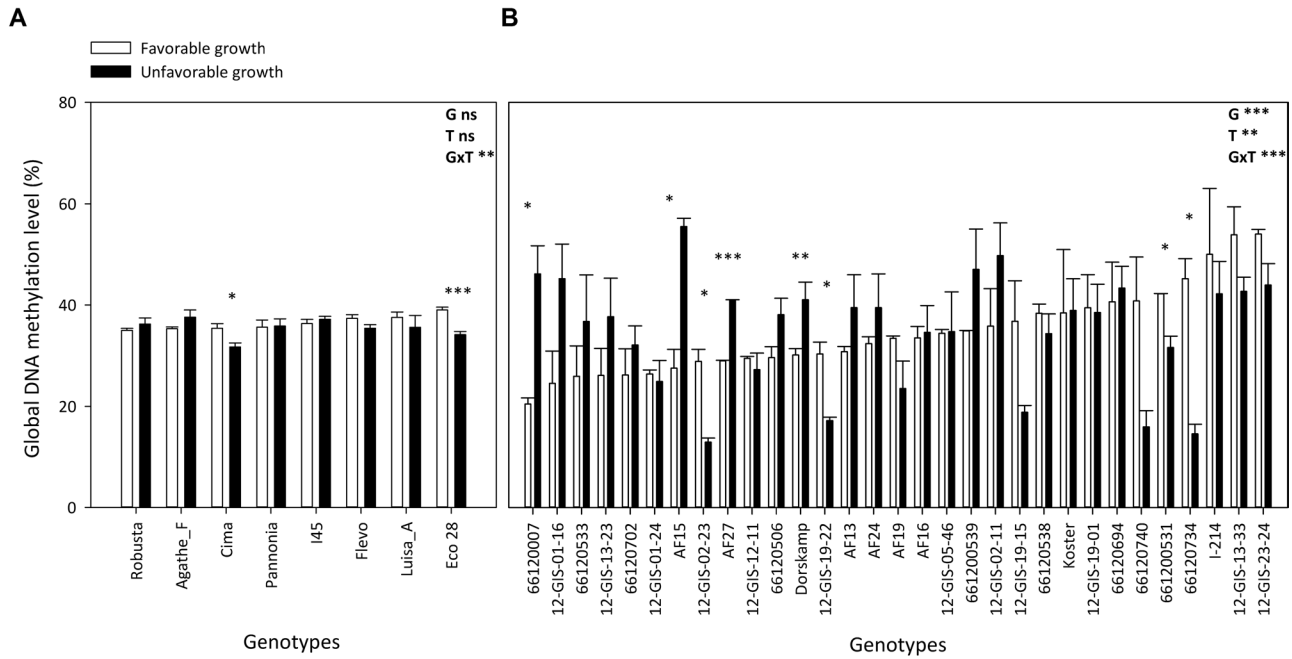 A
B
Favorable growth
Unfavorable growth
Global DNA methylation level (%)
80
60
40
20
0
G ns
T ns
GxT **
*
***
G ***
T **
GxT ***
*
*
*
***
**
*
*
*
Robusta
Agathe_F
Cima
Pannonia
I45
Flevo
Luisa_A
Eco 28
66120007
12-GIS-01-16
66120533
12-GIS-13-23
66120702
12-GIS-01-24
AF15
12-GIS-02-23
AF27
12-GIS-12-11
66120506
Dorskamp
12-GIS-19-22
AF13
AF24
AF19
AF16
12-GIS-05-46
661200539
12-GIS-02-11
12-GIS-19-15
66120538
Koster
12-GIS-19-01
66120694
66120740
661200531
66120734
I-214
12-GIS-13-33
12-GIS-23-24
Genotypes
Genotypes